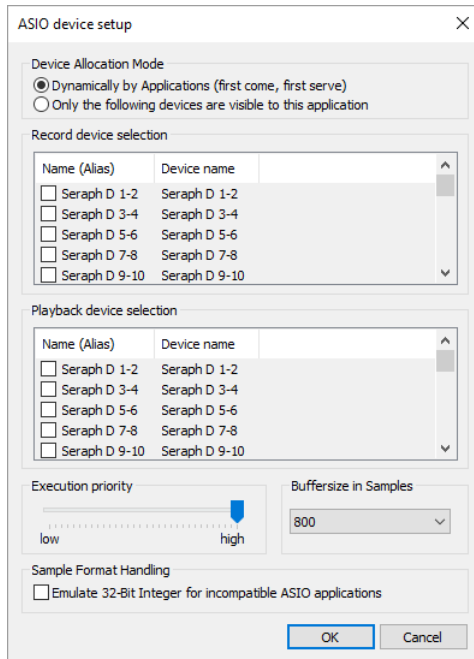 ASIO device setup
Device Allocation Mode
Dynamically by Applications (first come, first serve)
Only the following devices are visible to this application
Record device selection
Name (Alias) Device name
Seraph D 1-2 Seraph D 1-2
Seraph D 3-4 Seraph D 3-4
Seraph D 5-6 Seraph D 5-6
Seraph D 7-8 Seraph D 7-8
Seraph D 9-10 Seraph D 9-10
Playback device selection
Name (Alias) Device name
Seraph D 1-2 Seraph D 1-2
Seraph D 3-4 Seraph D 3-4
Seraph D 5-6 Seraph D 5-6
Seraph D 7-8 Seraph D 7-8
Seraph D 9-10 Seraph D 9-10
Execution priority
low high
Buffersize in Samples
800
Sample Format Handling
Emulate 32-Bit Integer for incompatible ASIO applications
OK Cancel